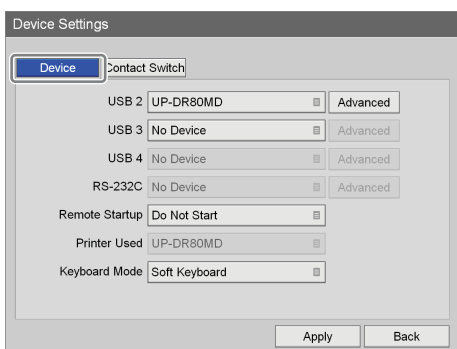 Device Settings
Device Contact Switch
USB 2 UP-DR80MD Advanced
USB 3 No Device Advanced
USB 4 No Device Advanced
RS-232C No Device Advanced
Remote Startup Do Not Start
Printer Used UP-DR80MD
Keyboard Mode Soft Keyboard
Apply Back